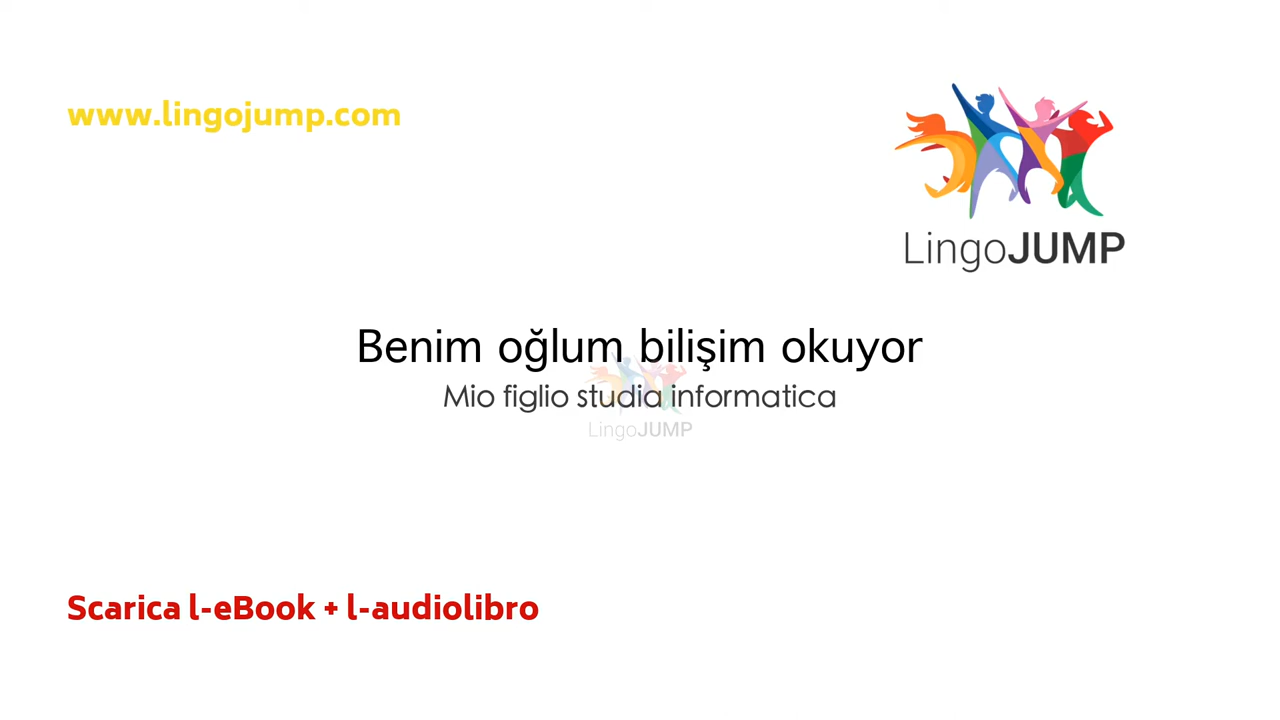 www.lingojump.com
LingoJUMP
Benim oğlum bilişim okuyor
Mio figlio studia informatica
LingoJUMP
Scarica l-eBook + l-audiolibro